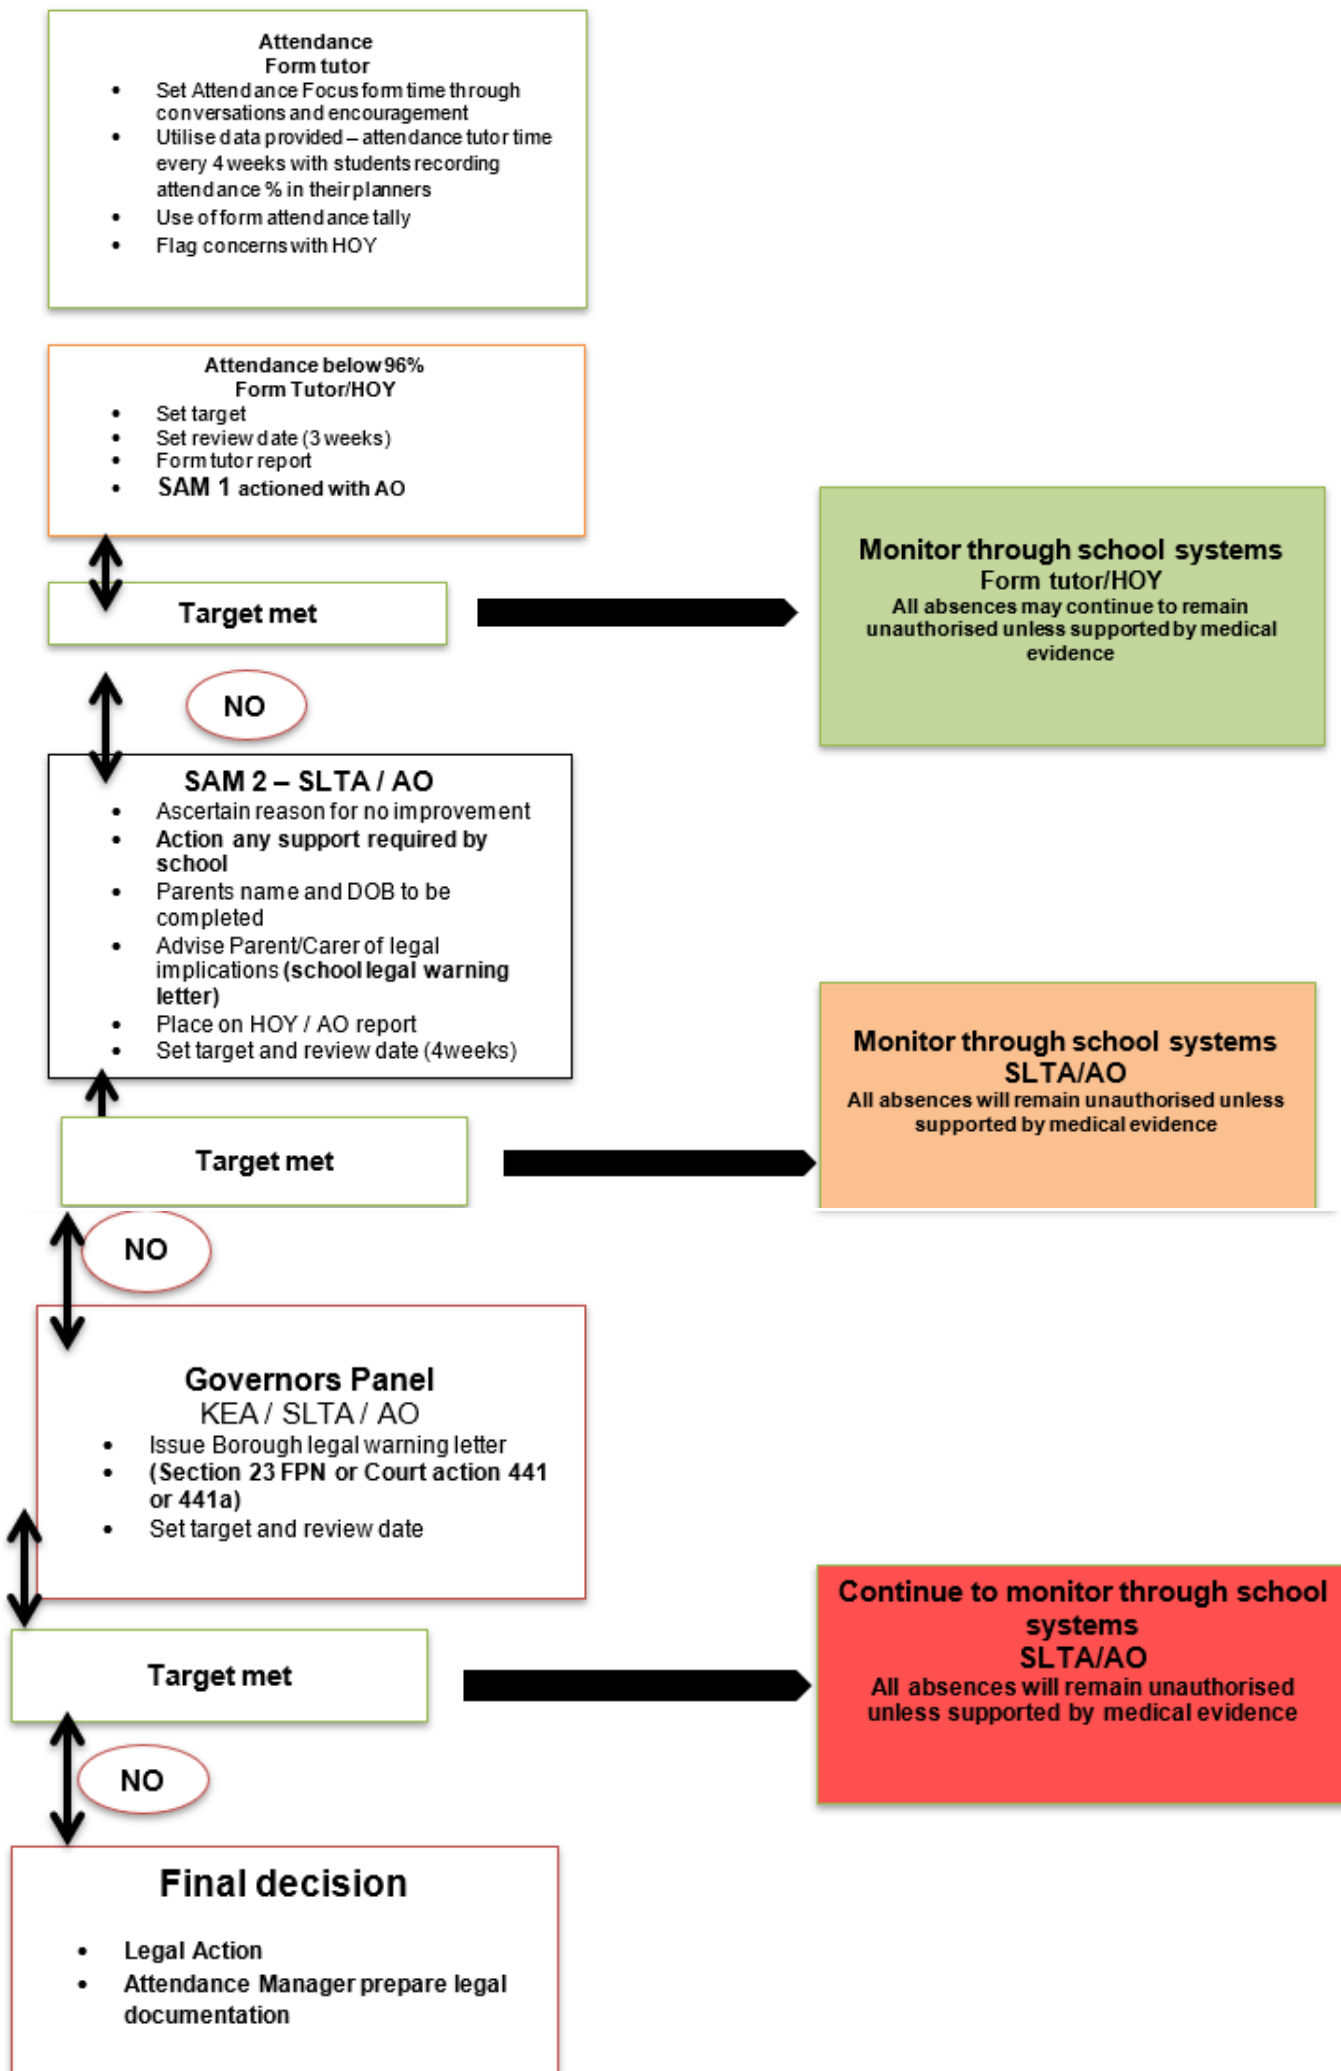 Attendance
Form tutor
• Set Attendance Focus form time through
conversations and encouragement
• Utilise data provided – attendance tutor time
every 4 weeks with students recording
attendance % in their planners
• Use of form attendance tally
• Flag concerns with HOY
Attendance below 96%
Form Tutor/HOY
• Set target
• Set review date (3 weeks)
• Form tutor report
• SAM 1 actioned with AO
Target met
Monitor through school systems
Form tutor/HOY
All absences may continue to remain
unauthorised unless supported by medical
evidence
NO
SAM 2 – SLTA / AO
• Ascertain reason for no improvement
• Action any support required by
school
• Parents name and DOB to be
completed
• Advise Parent/Carer of legal
implications (school legal warning
letter)
• Place on HOY / AO report
• Set target and review date (4weeks)
Target met
Monitor through school systems
SLTA/AO
All absences will remain unauthorised unless
supported by medical evidence
NO
Governors Panel
KEA / SLTA / AO
• Issue Borough legal warning letter
• (Section 23 FPN or Court action 441
or 441a)
• Set target and review date
Target met
Continue to monitor through school
systems
SLTA/AO
All absences will remain unauthorised
unless supported by medical evidence
NO
Final decision
• Legal Action
• Attendance Manager prepare legal
documentation